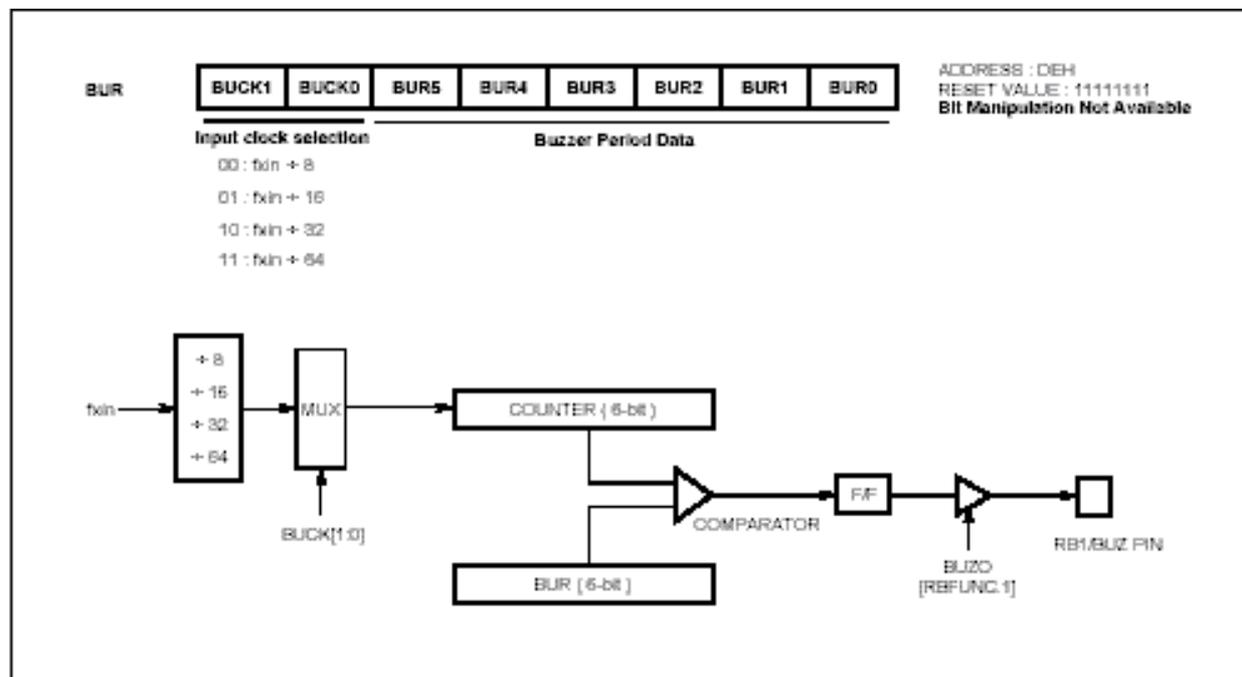 BUR
BUCK1 BUCK0 BUR5 BUR4 BUR3 BUR2 BUR1 BUR0
ADDRESS : DEH
RESET VALUE : 11111111
Bit Manipulation Not Available
Input clock selection
Buzzer Period Data
00 : fxin ÷ 8
01 : fxin ÷ 16
10 : fxin ÷ 32
11 : fxin ÷ 64
fxin
÷ 8
÷ 16
÷ 32
÷ 64
MUX
BUCK[1:0]
COUNTER ( 6-bit )
BUR ( 6-bit )
COMPARATOR
F/F
BUZO
[RBFUNC.1]
RB1/BUZ PIN